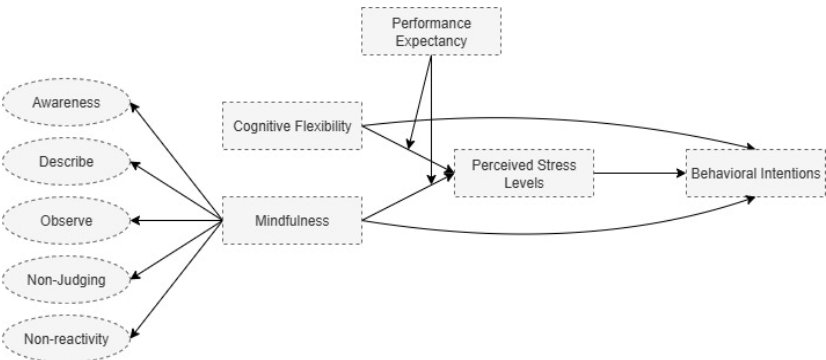 Performance
Expectancy
Awareness
Cognitive Flexibility
Describe
Perceived Stress
Levels
Behavioral Intentions
Observe
Mindfulness
Non-Judging
Non-reactivity